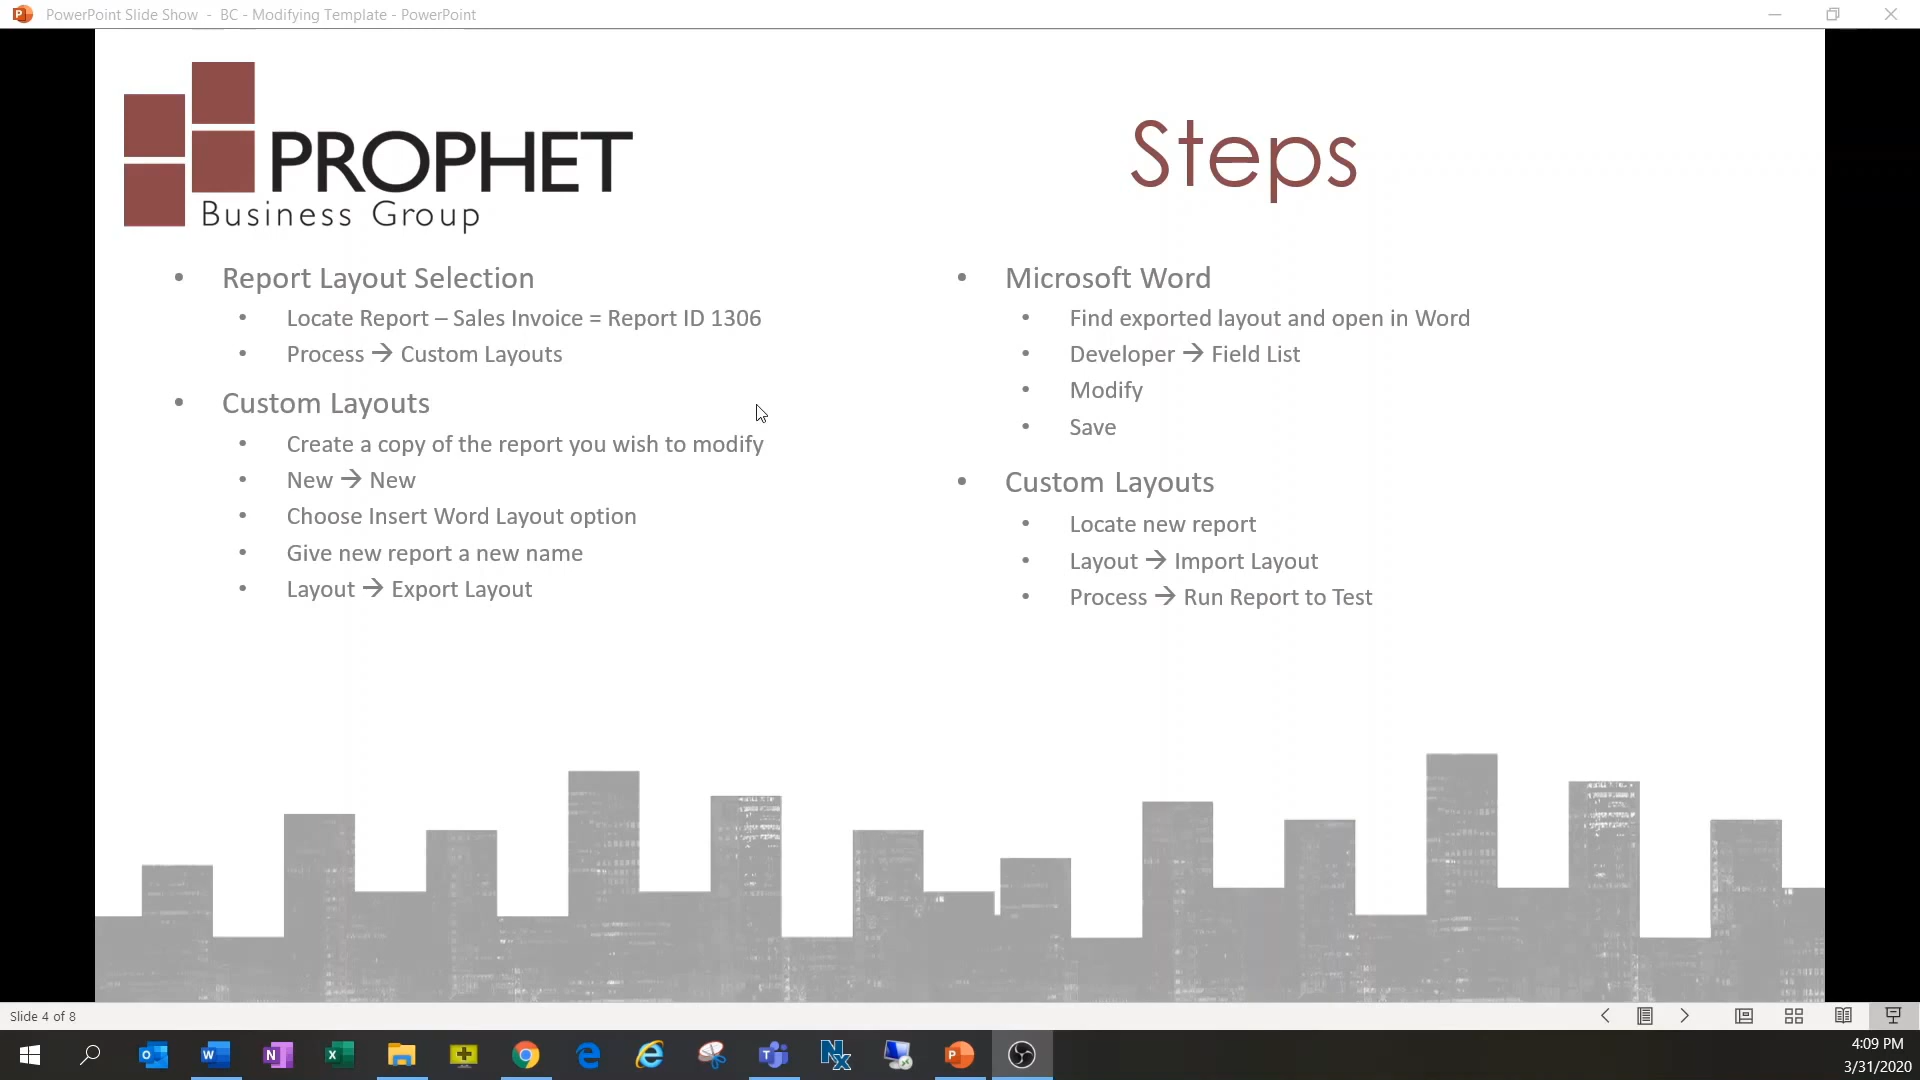 PowerPoint Slide Show - BC - Modifying Template - PowerPoint
PROPHET
Business Group
Steps
• Report Layout Selection
• Locate Report – Sales Invoice = Report ID 1306
• Process → Custom Layouts
• Custom Layouts
• Create a copy of the report you wish to modify
• New → New
• Choose Insert Word Layout option
• Give new report a new name
• Layout → Export Layout
• Microsoft Word
• Find exported layout and open in Word
• Developer → Field List
• Modify
• Save
• Custom Layouts
• Locate new report
• Layout → Import Layout
• Process → Run Report to Test
Slide 4 of 8
4:09 PM
3/31/2020